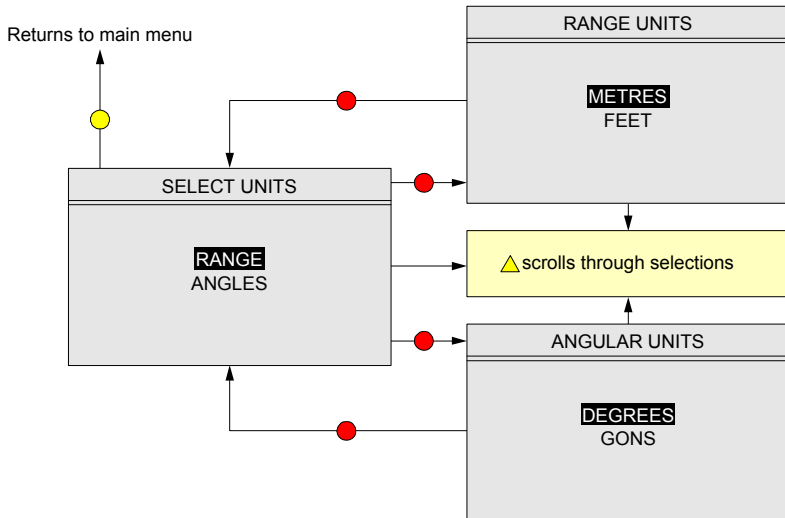 Returns to main menu
RANGE UNITS
METRES
FEET
SELECT UNITS
RANGE
ANGLES
scrolls through selections
ANGULAR UNITS
DEGREES
GONS